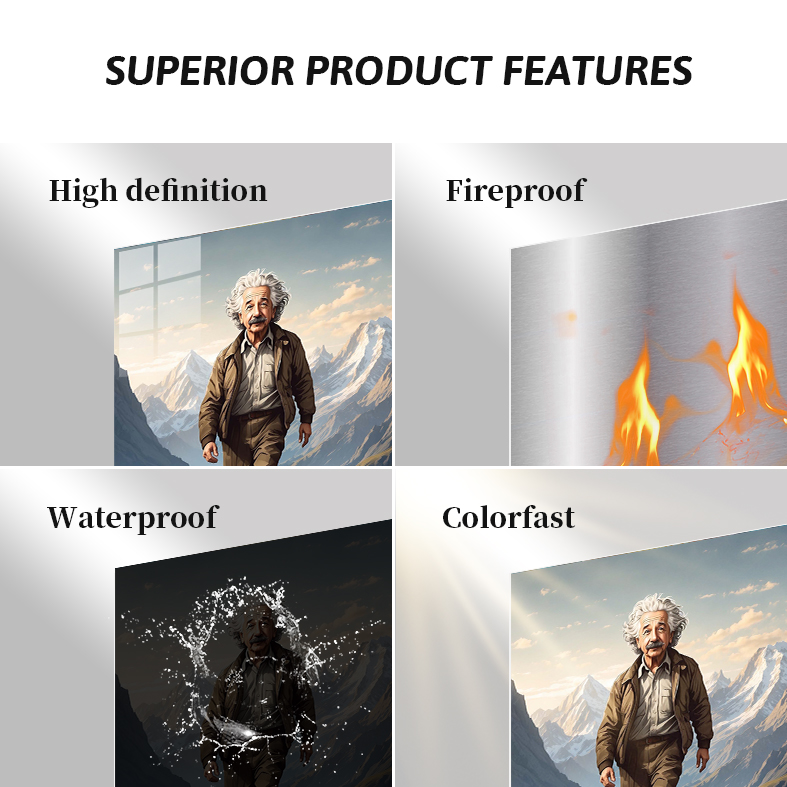 SUPERIOR PRODUCT FEATURES
High definition
Fireproof
Waterproof
Colorfast